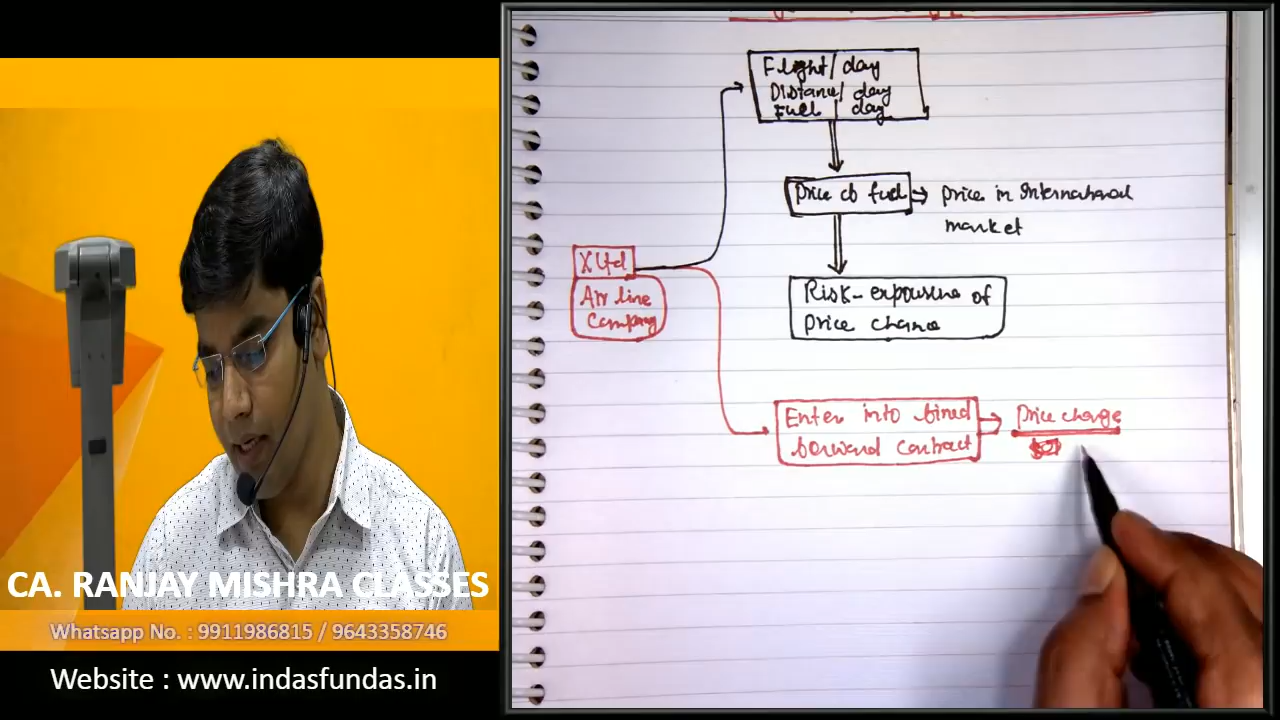 Flight/day
Distance/day
Fuel/day
Price of fuel ⇒ price in International
market
X Ltd
Air line
Company
Risk-exposure of
price change
Enter into fixed ⇒ price change
forward contract
CA. RANJAY MISHRA CLASSES
Whatsapp No. : 9911986815 / 9643358746
Website : www.indasfundas.in